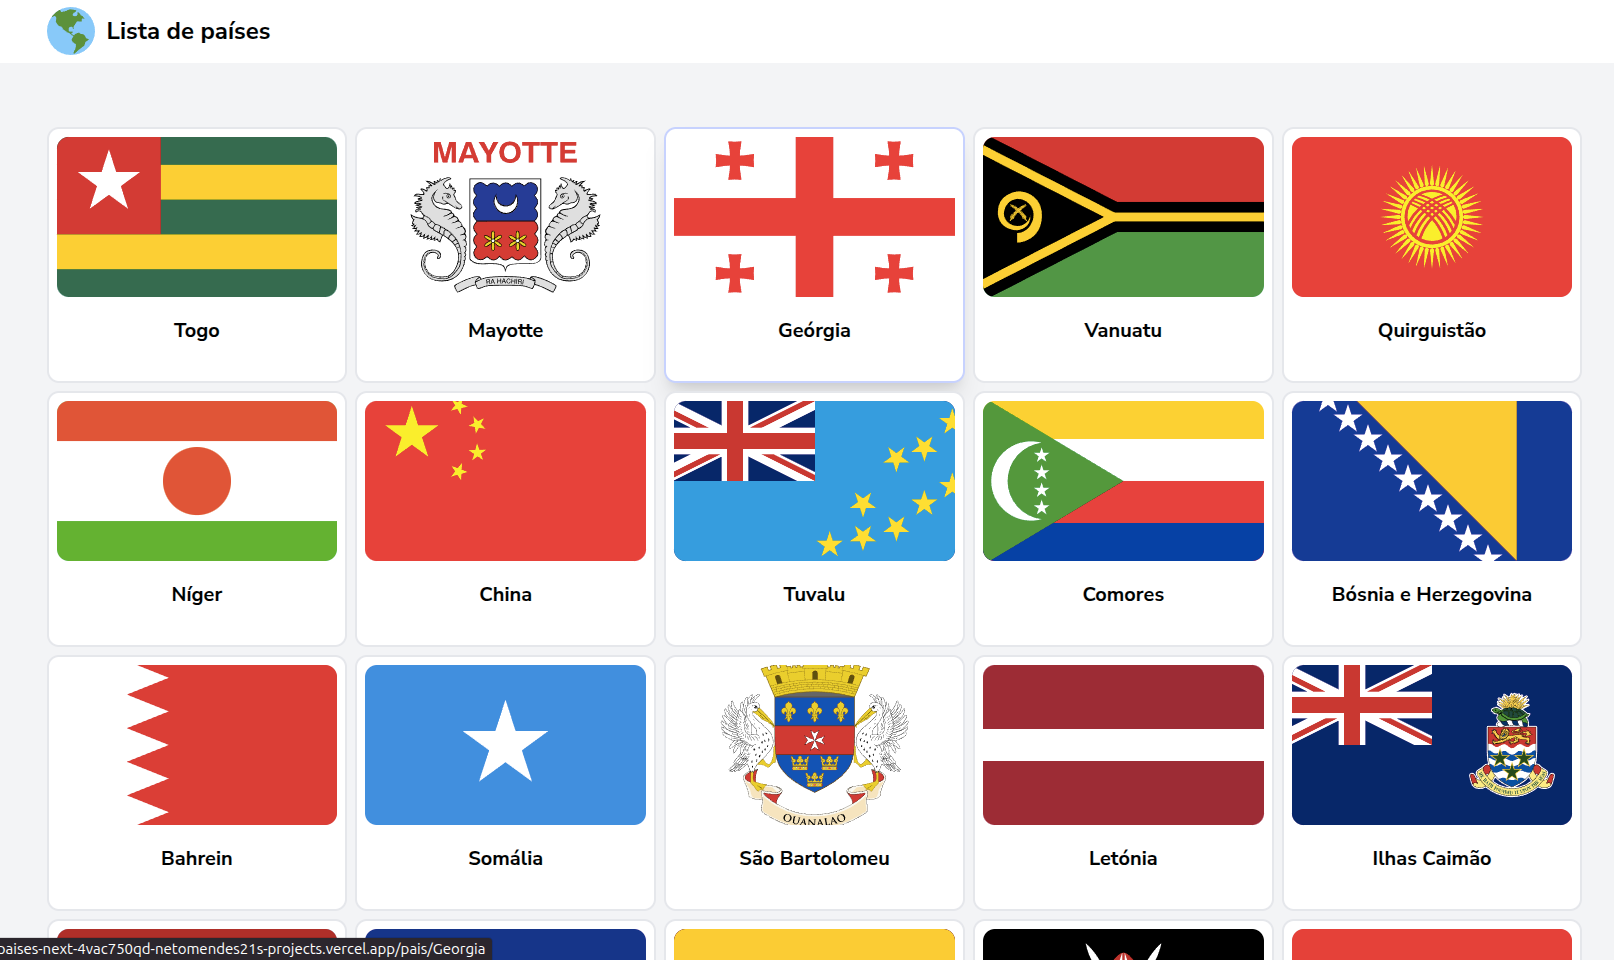 Lista de países
MAYOTTE
RA HACHIRI
Togo
Mayotte
Geórgia
Vanuatu
Quirguistão
Níger
China
Tuvalu
Comores
Bósnia e Herzegovina
OUANALAO
Bahrein
Somália
São Bartolomeu
Letónia
Ilhas Caimão
paises-next-4vac750qd-netomendes21s-projects.vercel.app/pais/Georgia